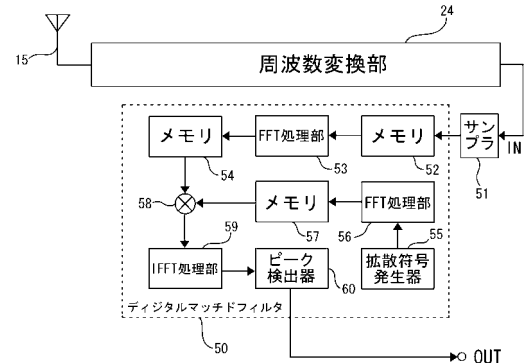 24
15
周波数変換部
メモリ
FFT処理部
メモリ
サンプラ
IN
54
53
52
51
58
メモリ
FFT処理部
57
56
55
59
IFFT処理部
ピーク検出器
60
拡散符号発生器
ディジタルマッチドフィルタ
50
OUT